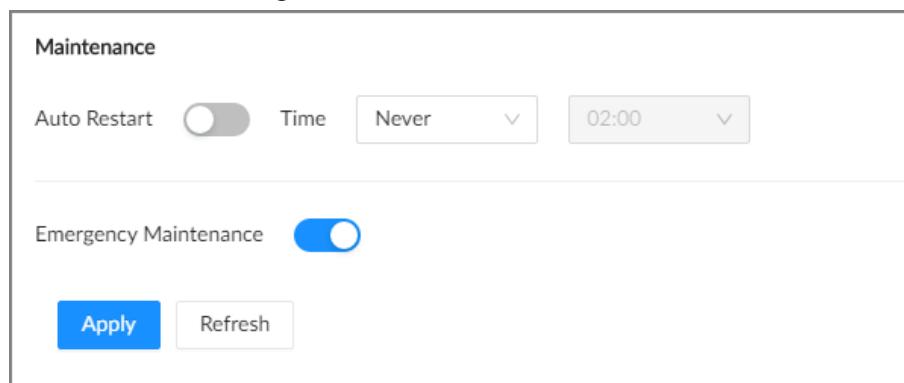 Maintenance
Auto Restart Time Never 02:00
Emergency Maintenance
Apply Refresh